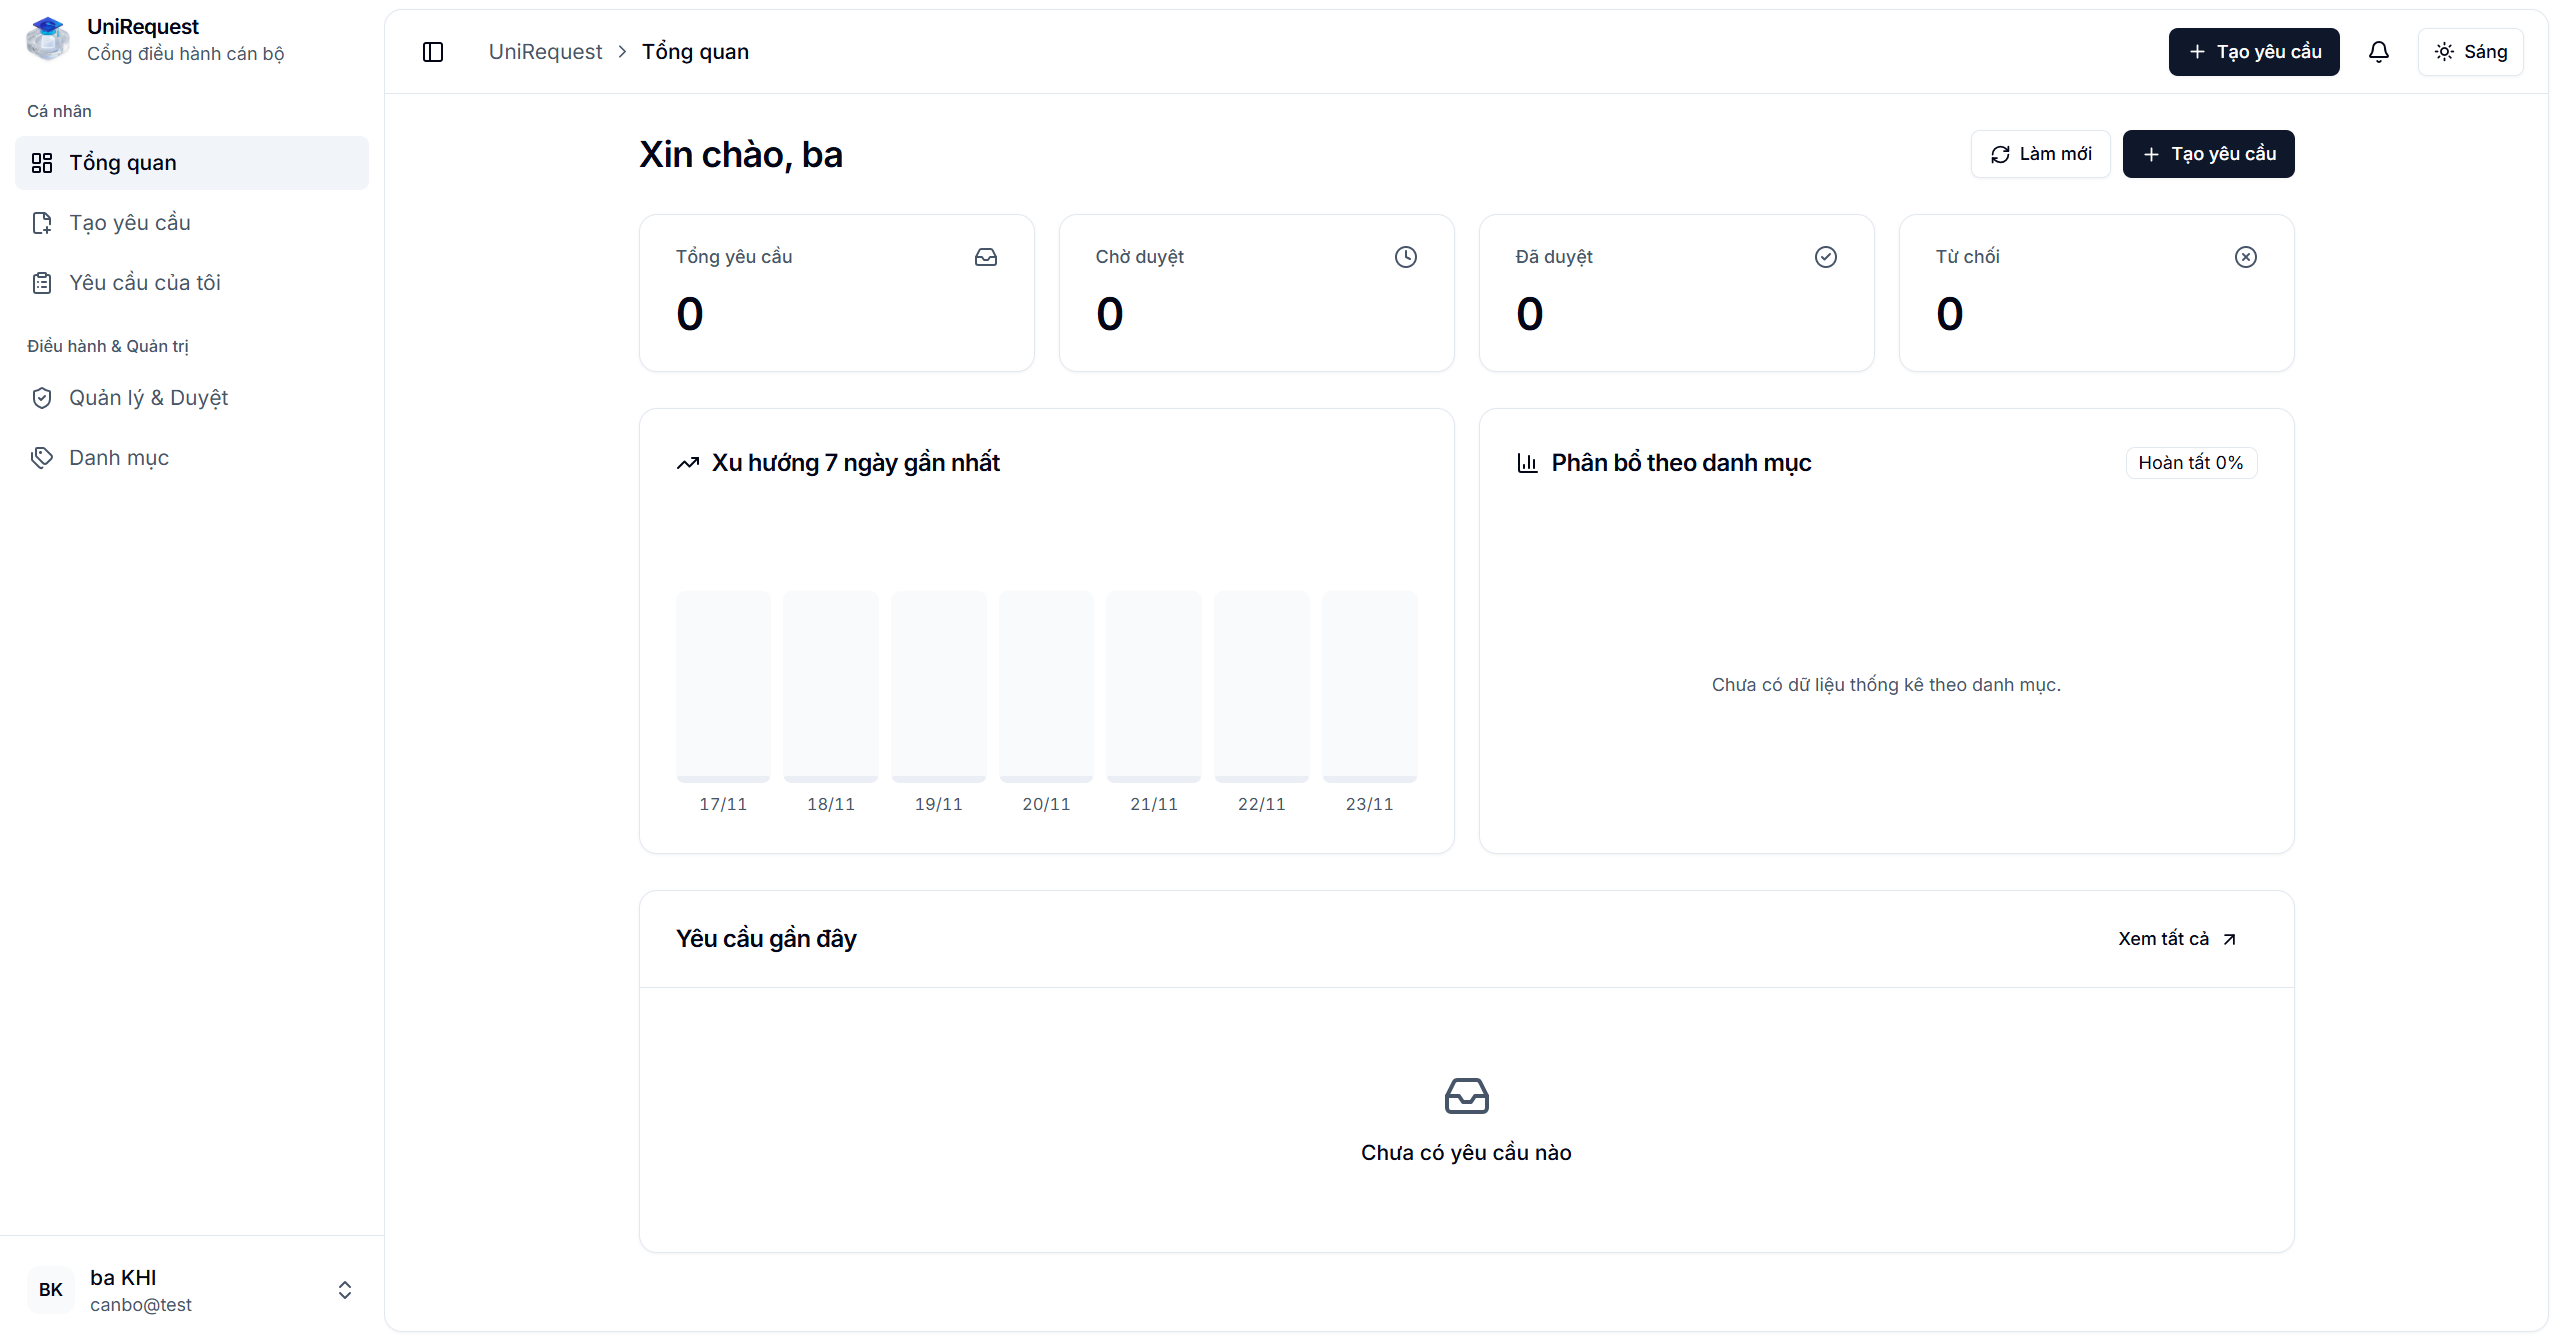 UniRequest
Cổng điều hành cán bộ
Cá nhân
Tổng quan
Tạo yêu cầu
Yêu cầu của tôi
Điều hành & Quản trị
Quản lý & Duyệt
Danh mục
BK
ba KHI
canbo@test
UniRequest > Tổng quan
Tạo yêu cầu
Sáng
Xin chào, ba
Làm mới
Tạo yêu cầu
Tổng yêu cầu
0
Chờ duyệt
0
Đã duyệt
0
Từ chối
0
Xu hướng 7 ngày gần nhất
17/11 18/11 19/11 20/11 21/11 22/11 23/11
Phân bổ theo danh mục
Hoàn tất 0%
Chưa có dữ liệu thống kê theo danh mục.
Yêu cầu gần đây
Xem tất cả
Chưa có yêu cầu nào